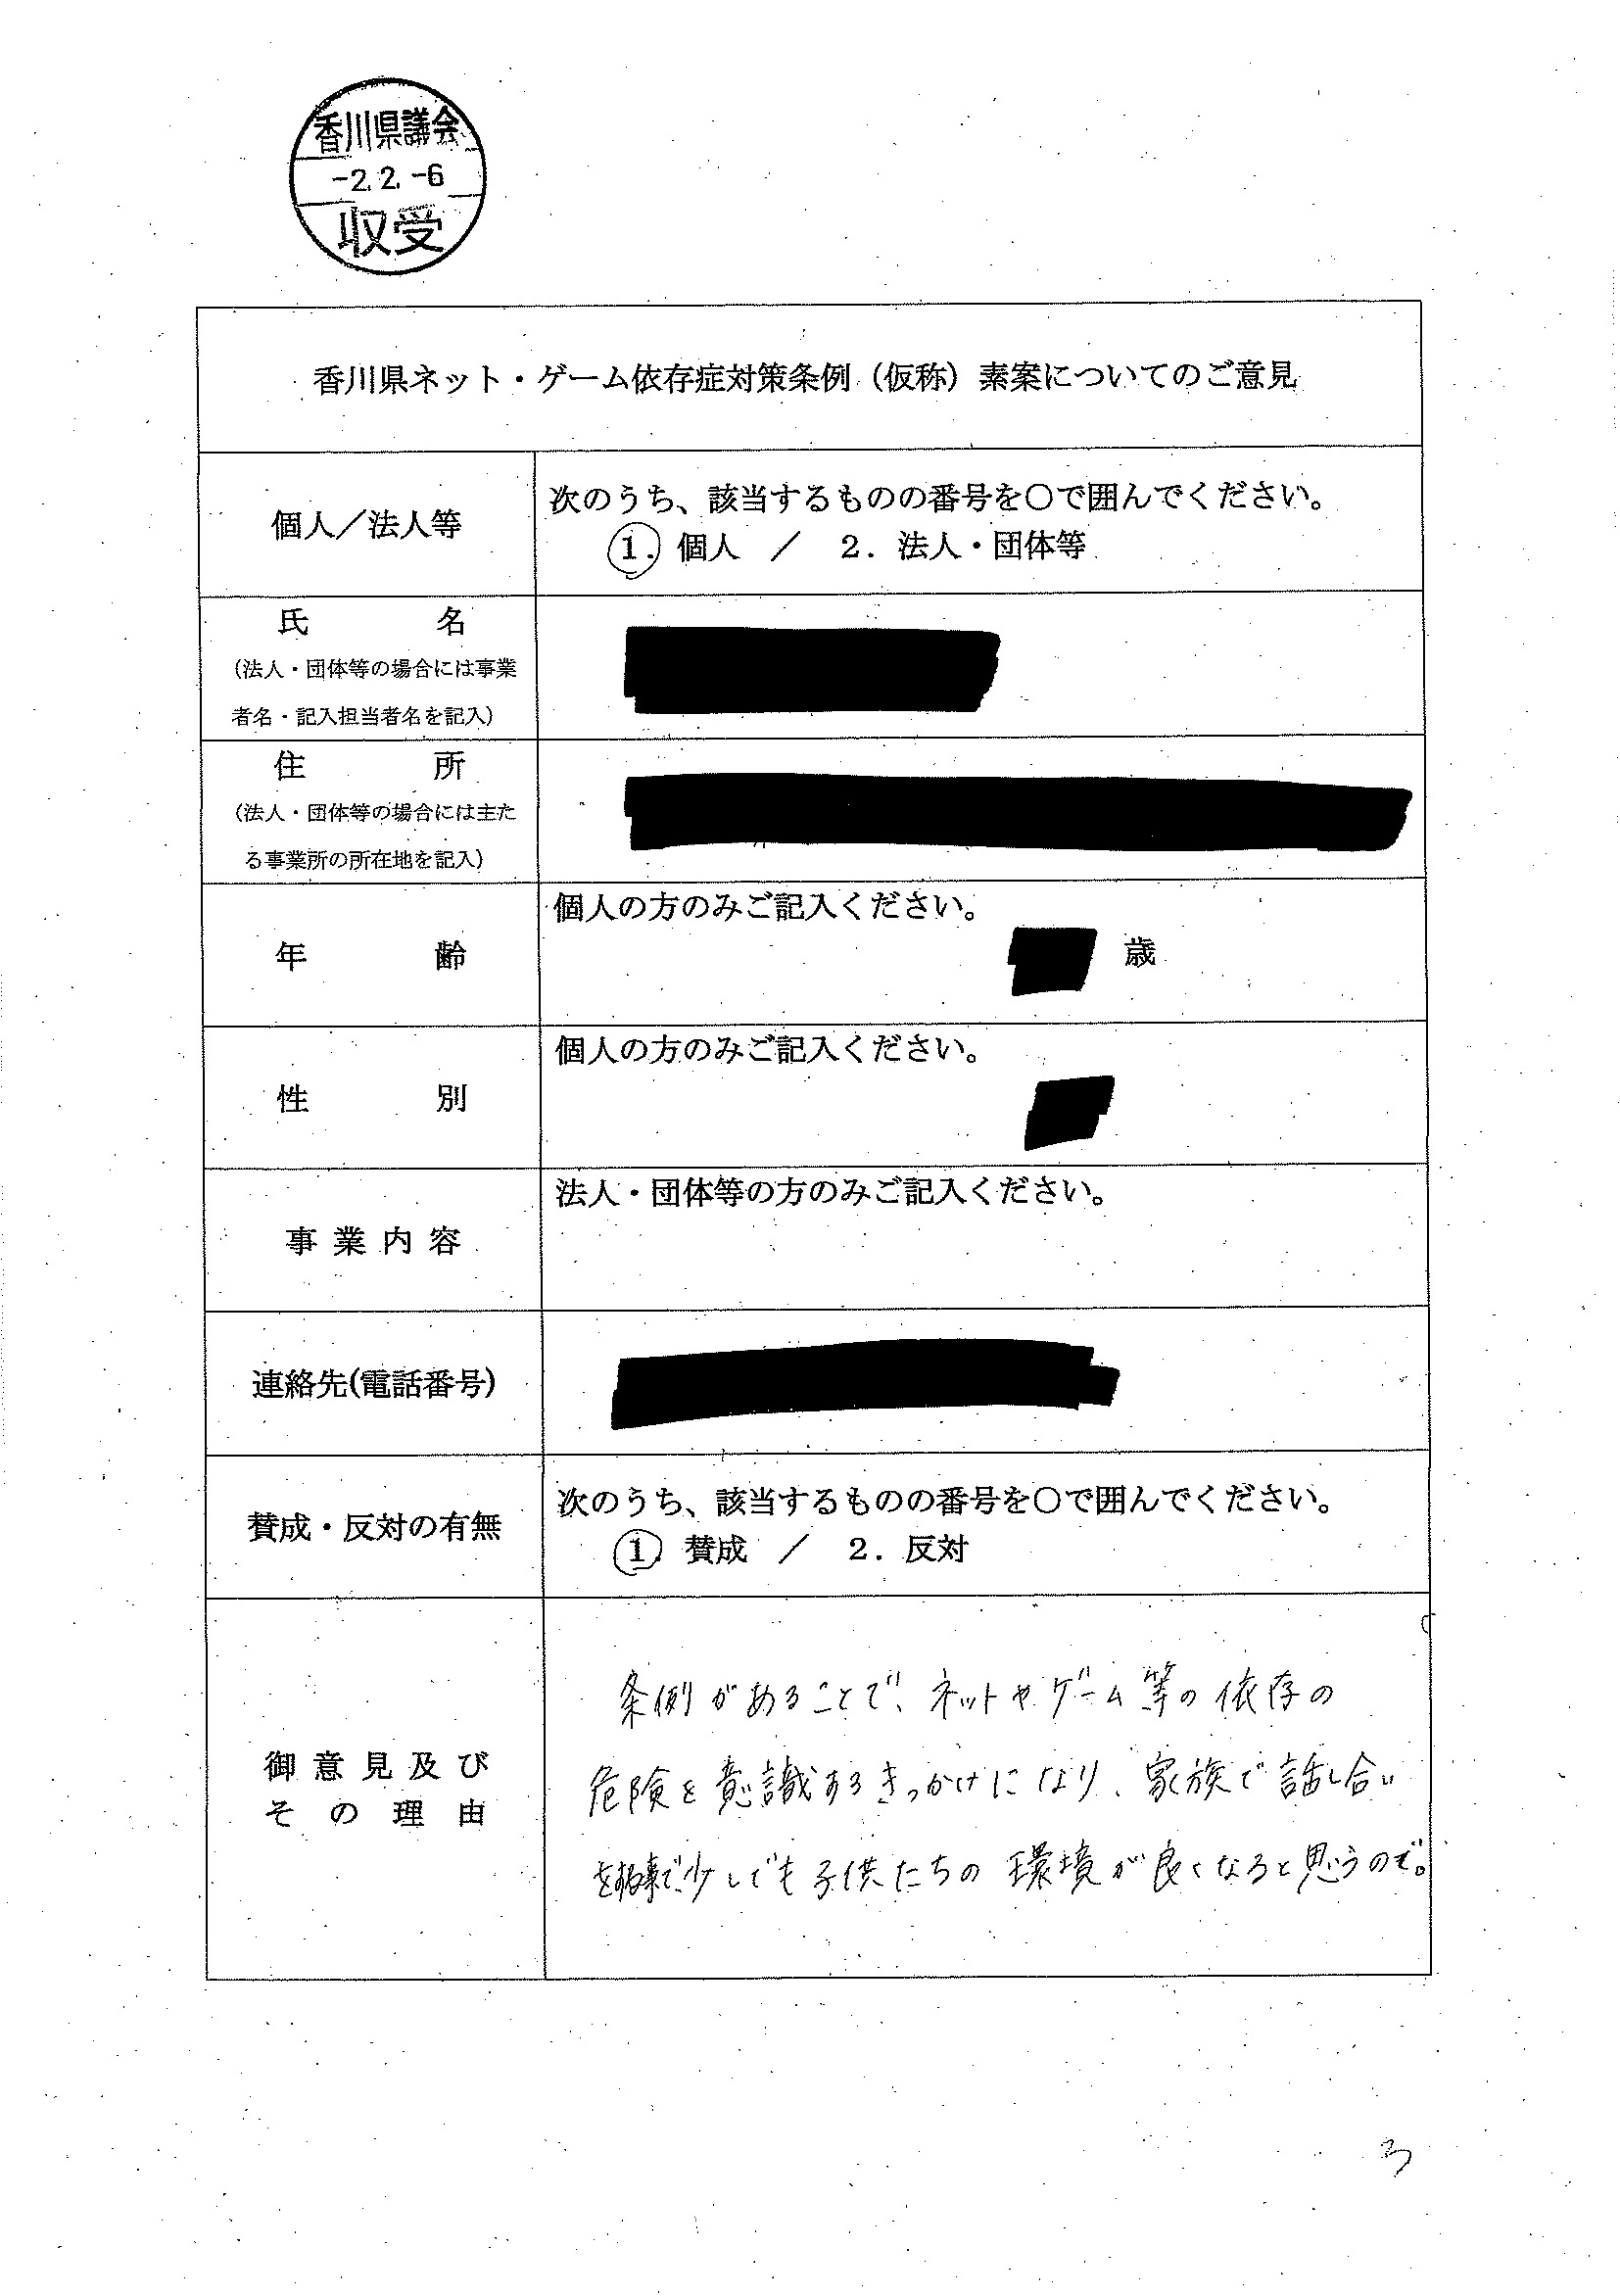 香川県議会
-2.2.-6
収受
香川県ネット・ゲーム依存症対策条例（仮称）素案についてのご意見
個人／法人等
次のうち、該当するものの番号を○で囲んでください。
1．個人　／　2．法人・団体等
氏　　　　名
（法人・団体等の場合には事業
者名・記入担当者名を記入）
住　　　　所
（法人・団体等の場合には主た
る事業所の所在地を記入）
年　　　　齢
個人の方のみご記入ください。
歳
性　　　　別
個人の方のみご記入ください。
事 業 内 容
法人・団体等の方のみご記入ください。
連絡先(電話番号)
賛成・反対の有無
次のうち、該当するものの番号を○で囲んでください。
1 賛成　／　2．反対
御 意 見 及 び
そ の 理 由
条例があることで、ネットやゲーム等の依存の
危険を意識するきっかけになり、家族で話し合い
をする事で、少しでも子供たちの環境が良くなると思うので。
3